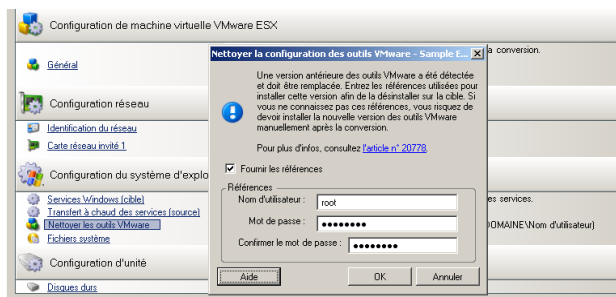 Configuration de machine virtuelle VMware ESX
Nettoyer la configuration des outils VMware - Sample E...
a conversion.
Général
Une version antérieure des outils VMware a été détectée
et doit être remplacée. Entrez les références utilisées pour
installer cette version afin de la désinstaller sur la cible. Si
vous ne connaissez pas ces références, vous risquez de
devoir installer la nouvelle version des outils VMware
manuellement après la conversion.
Pour plus d'infos, consultez l'article n° 20778.
Configuration réseau
Identification du réseau
Carte réseau invité 1
Fournir les références
Configuration du système d'explo
Références
Services Windows (cible)
Nom d'utilisateur : root
es services.
Transfert à chaud des services (source)
Nettoyer les outils VMware
Mot de passe : ●●●●●●●●
DOMAINE\Nom d'utilisateur)
Fichiers système
Confirmer le mot de passe : ●●●●●●●●
Configuration d'unité
Aide OK Annuler
Disques durs